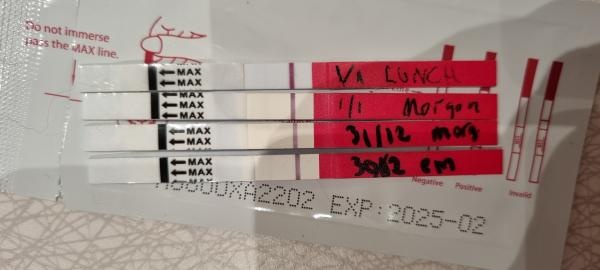 Do not immerse
pass the MAX line.
MAX 1/1 LUNCH
MAX
MAX 1/1 Morgon
MAX
MAX 31/12 morg
MAX
MAX 30/12 em
MAX
Negative Positive Invalid
XA2202 EXP:2025-02